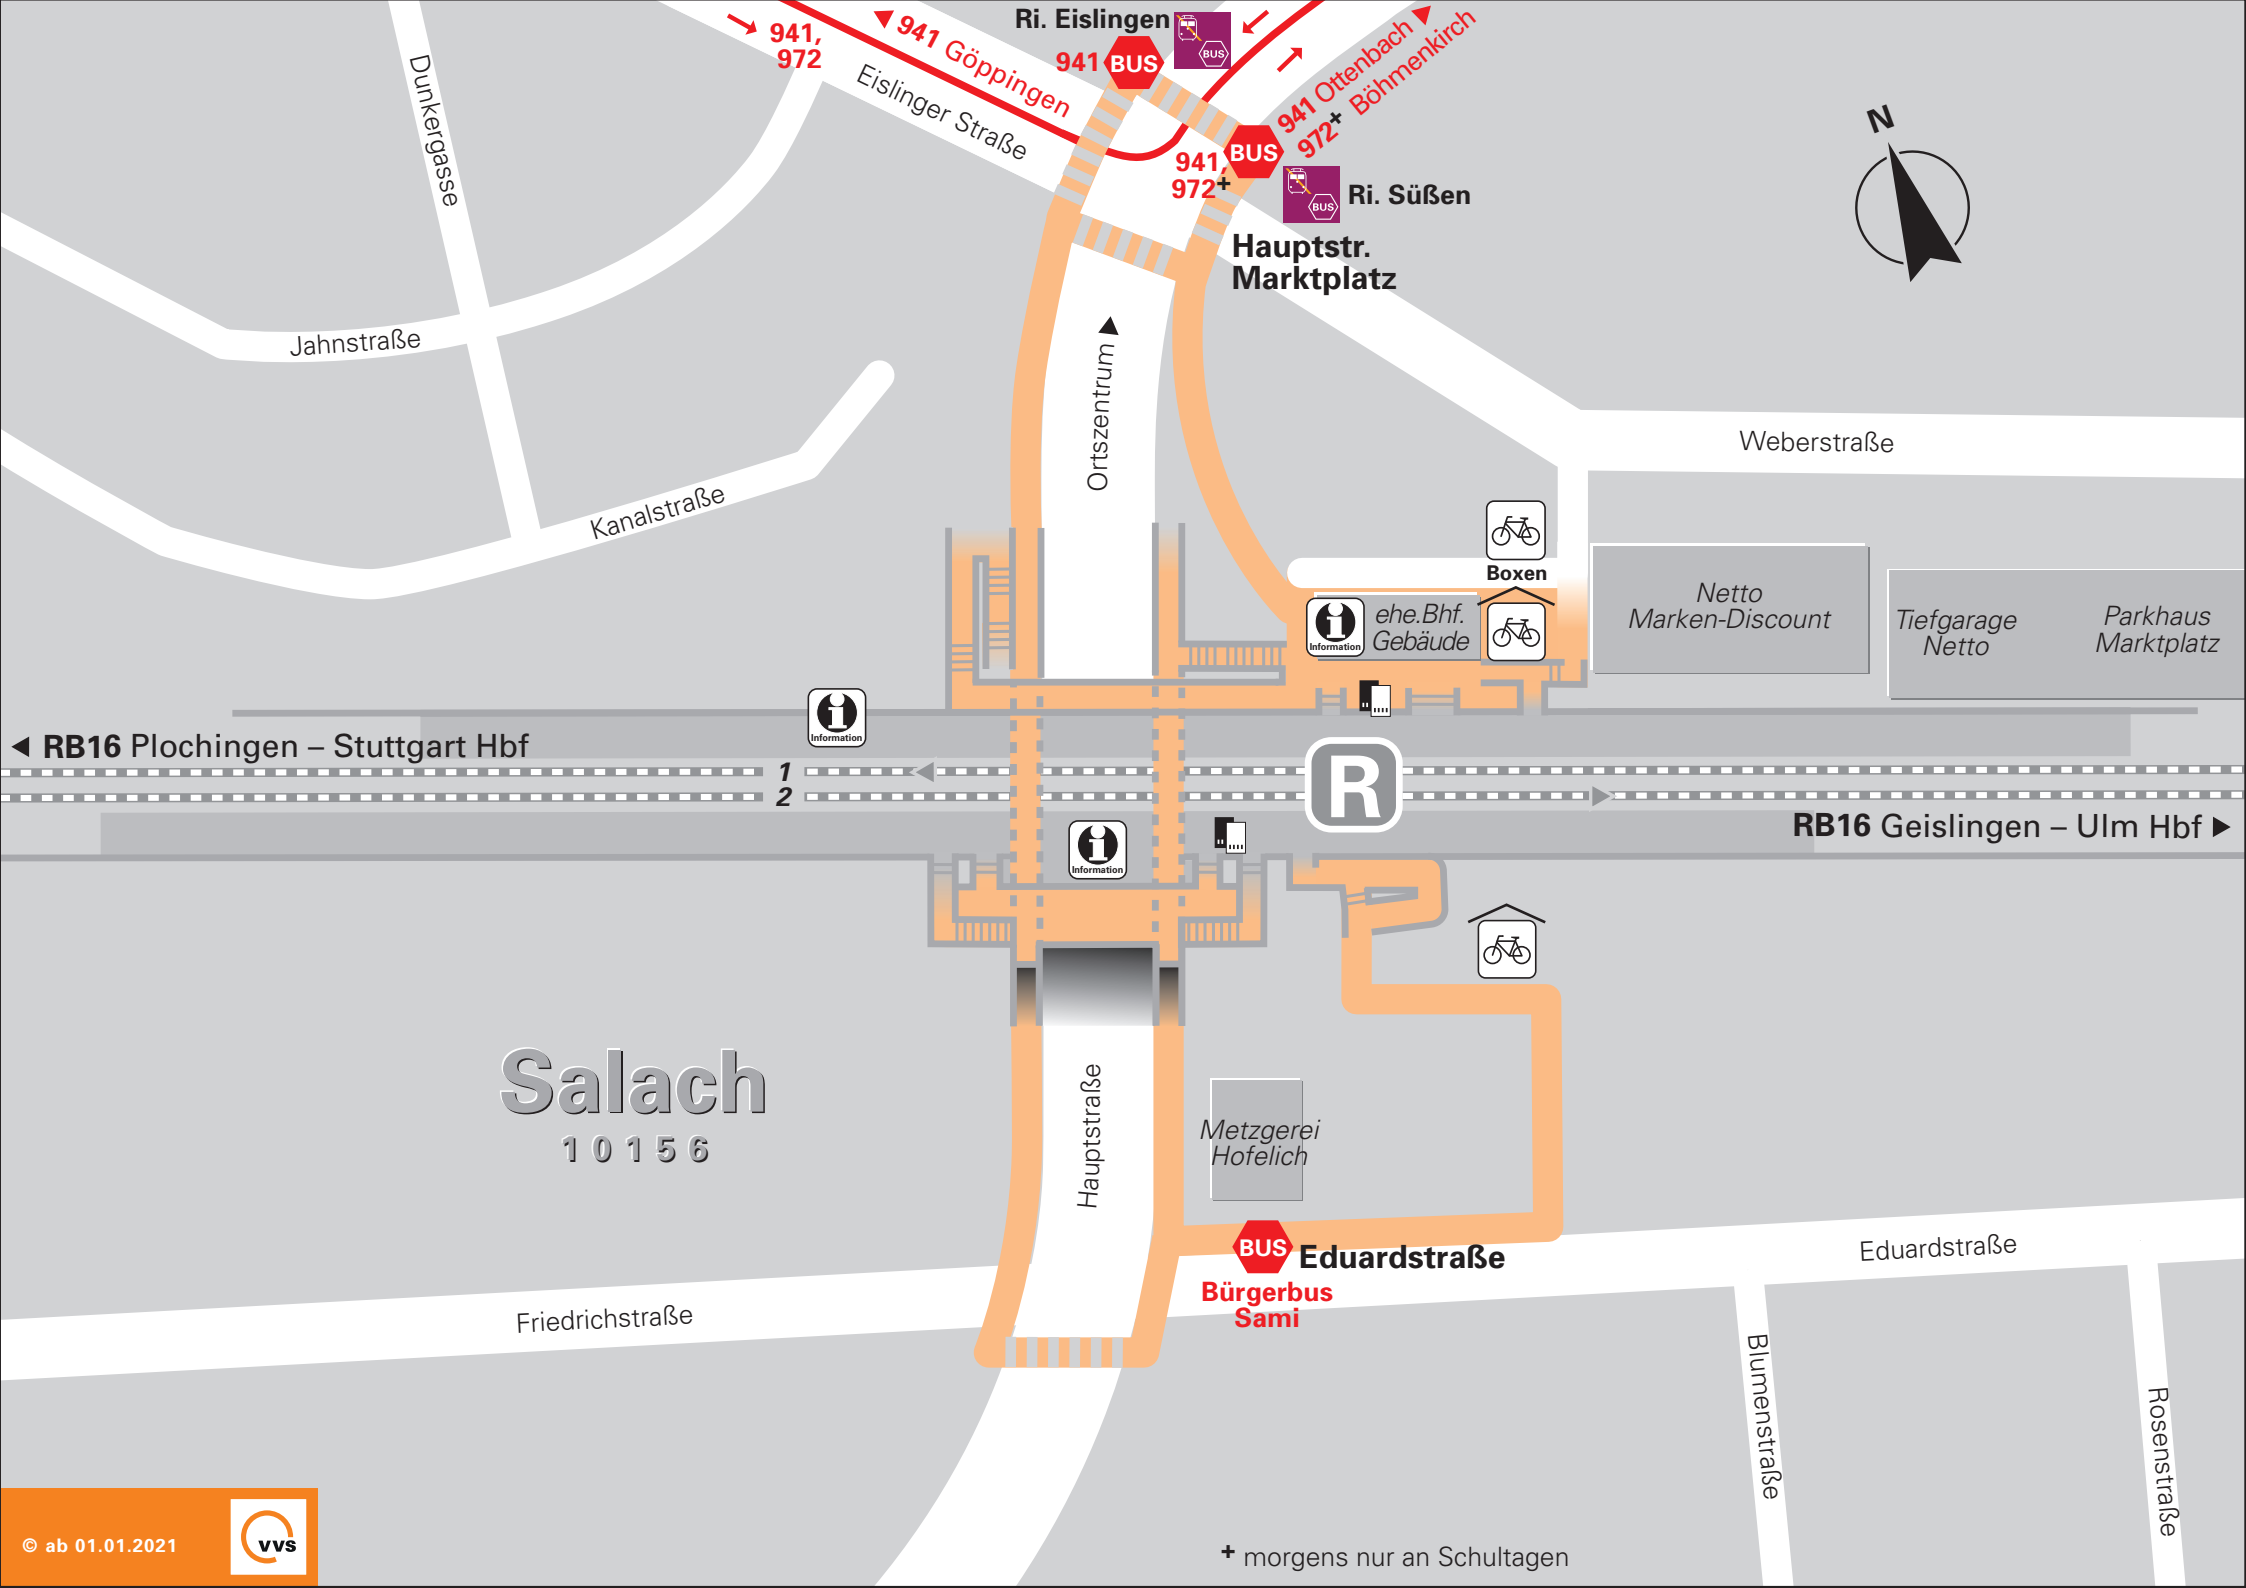 Ri. Eislingen
BUS
941,
972
◄ 941 Göppingen
941
BUS
941 Ottenbach
972+ Böhmenkirch
941,
972+
BUS
BUS
Ri. Süßen
Hauptstr.
Marktplatz
N
Dunkergasse
Eislinger Straße
Jahnstraße
Kanalstraße
Ortszentrum
Weberstraße
Boxen
Information
ehe.Bhf.
Gebäude
Netto
Marken-Discount
Tiefgarage
Netto
Parkhaus
Marktplatz
Information
◄ RB16 Plochingen – Stuttgart Hbf
1
2
R
RB16 Geislingen – Ulm Hbf ►
Information
Salach
10156
Hauptstraße
Metzgerei
Hofelich
BUS
Eduardstraße
Bürgerbus
Sami
Eduardstraße
Friedrichstraße
Blumenstraße
Rosenstraße
© ab 01.01.2021
vvs
+ morgens nur an Schultagen